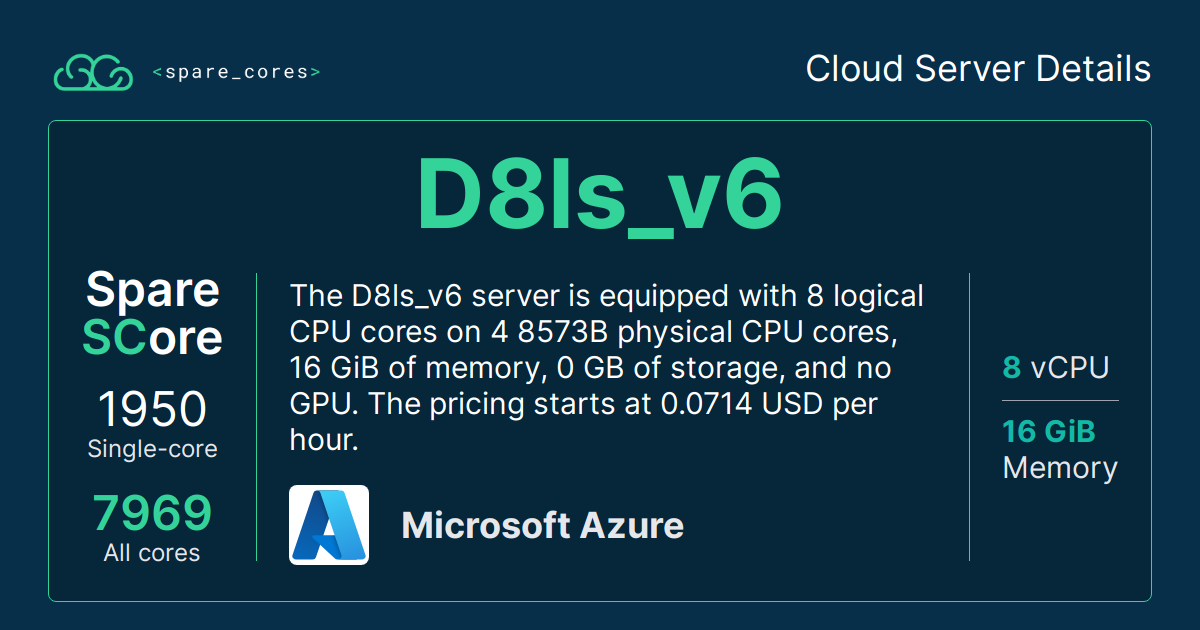 <spare_cores>
Cloud Server Details
D8ls_v6
Spare
SCore
1950
Single-core
7969
All cores
The D8ls_v6 server is equipped with 8 logical
CPU cores on 4 8573B physical CPU cores,
16 GiB of memory, 0 GB of storage, and no
GPU. The pricing starts at 0.0714 USD per
hour.
Microsoft Azure
8 vCPU
16 GiB
Memory